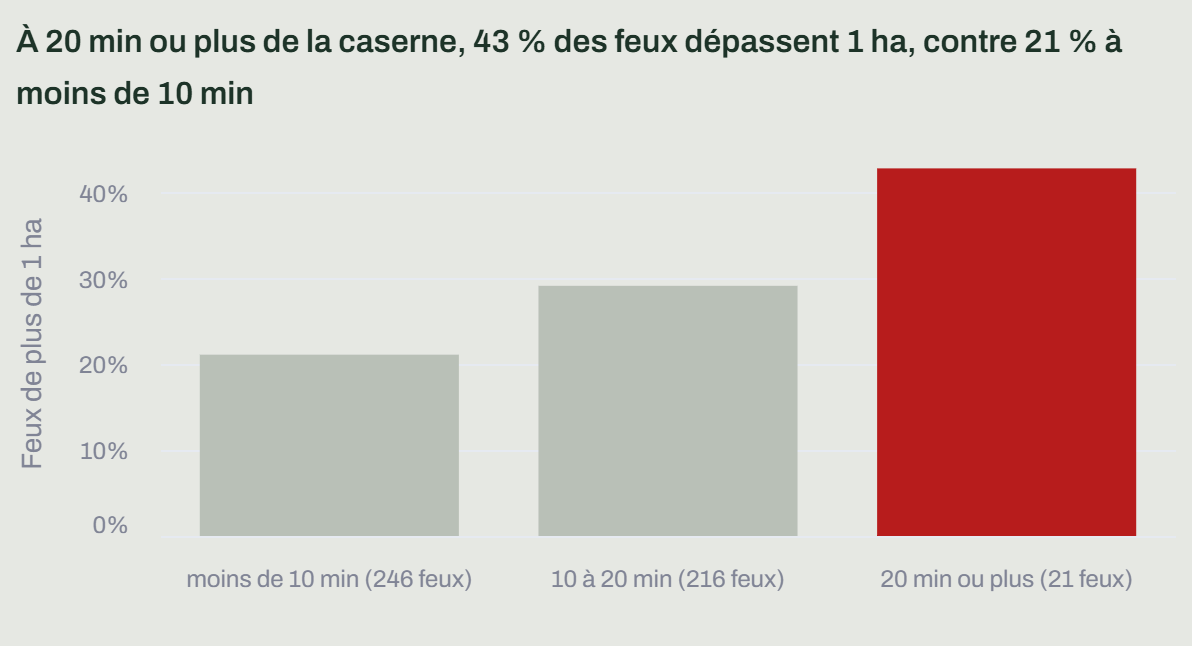 À 20 min ou plus de la caserne, 43 % des feux dépassent 1 ha, contre 21 % à
moins de 10 min
Feux de plus de 1 ha
40%
30%
20%
10%
0%
moins de 10 min (246 feux)
10 à 20 min (216 feux)
20 min ou plus (21 feux)